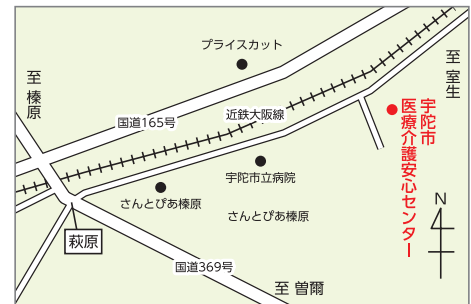 プライスカット
至 室生
至 榛原
宇陀市
医療介護安心センター
近鉄大阪線
国道165号
宇陀市立病院
さんとぴあ榛原
さんとぴあ榛原
N
萩原
国道369号
至 曽爾